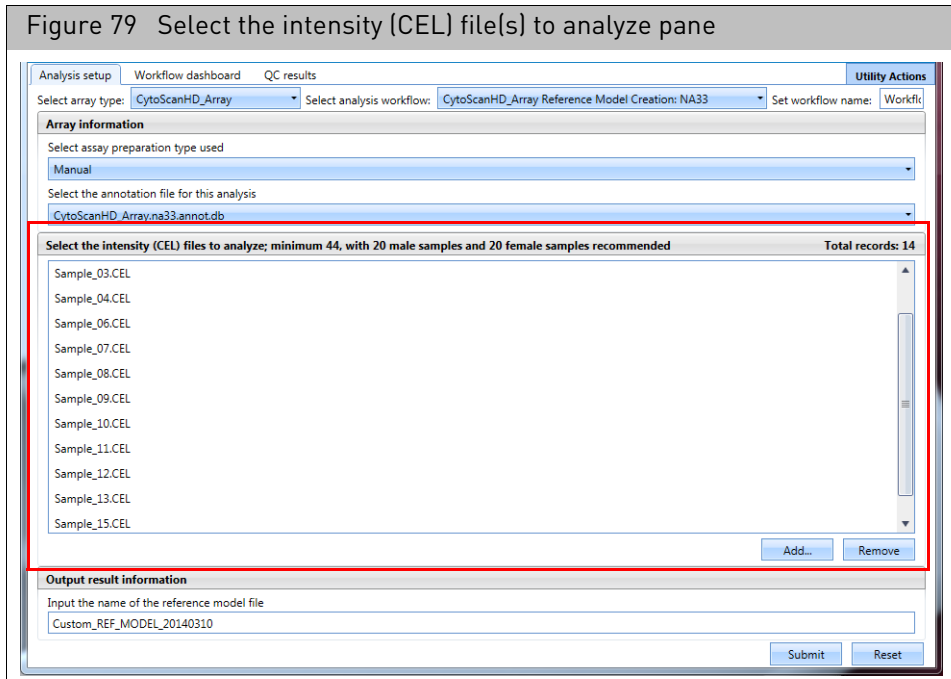 Figure 79 Select the intensity (CEL) file(s) to analyze pane
Analysis setup Workflow dashboard QC results Utility Actions
Select array type: CytoScanHD_Array Select analysis workflow: CytoScanHD_Array Reference Model Creation: NA33 Set workflow name:
Array information
Select assay preparation type used
Manual
Select the annotation file for this analysis
CytoScanHD_Array.na33.annot.db
Select the intensity (CEL) files to analyze; minimum 44, with 20 male samples and 20 female samples recommended Total records: 14
Sample_03.CEL
Sample_04.CEL
Sample_06.CEL
Sample_07.CEL
Sample_08.CEL
Sample_09.CEL
Sample_10.CEL
Sample_11.CEL
Sample_12.CEL
Sample_13.CEL
Sample_15.CEL
Add... Remove
Output result information
Input the name of the reference model file
Custom_REF_MODEL_20140310
Submit Reset